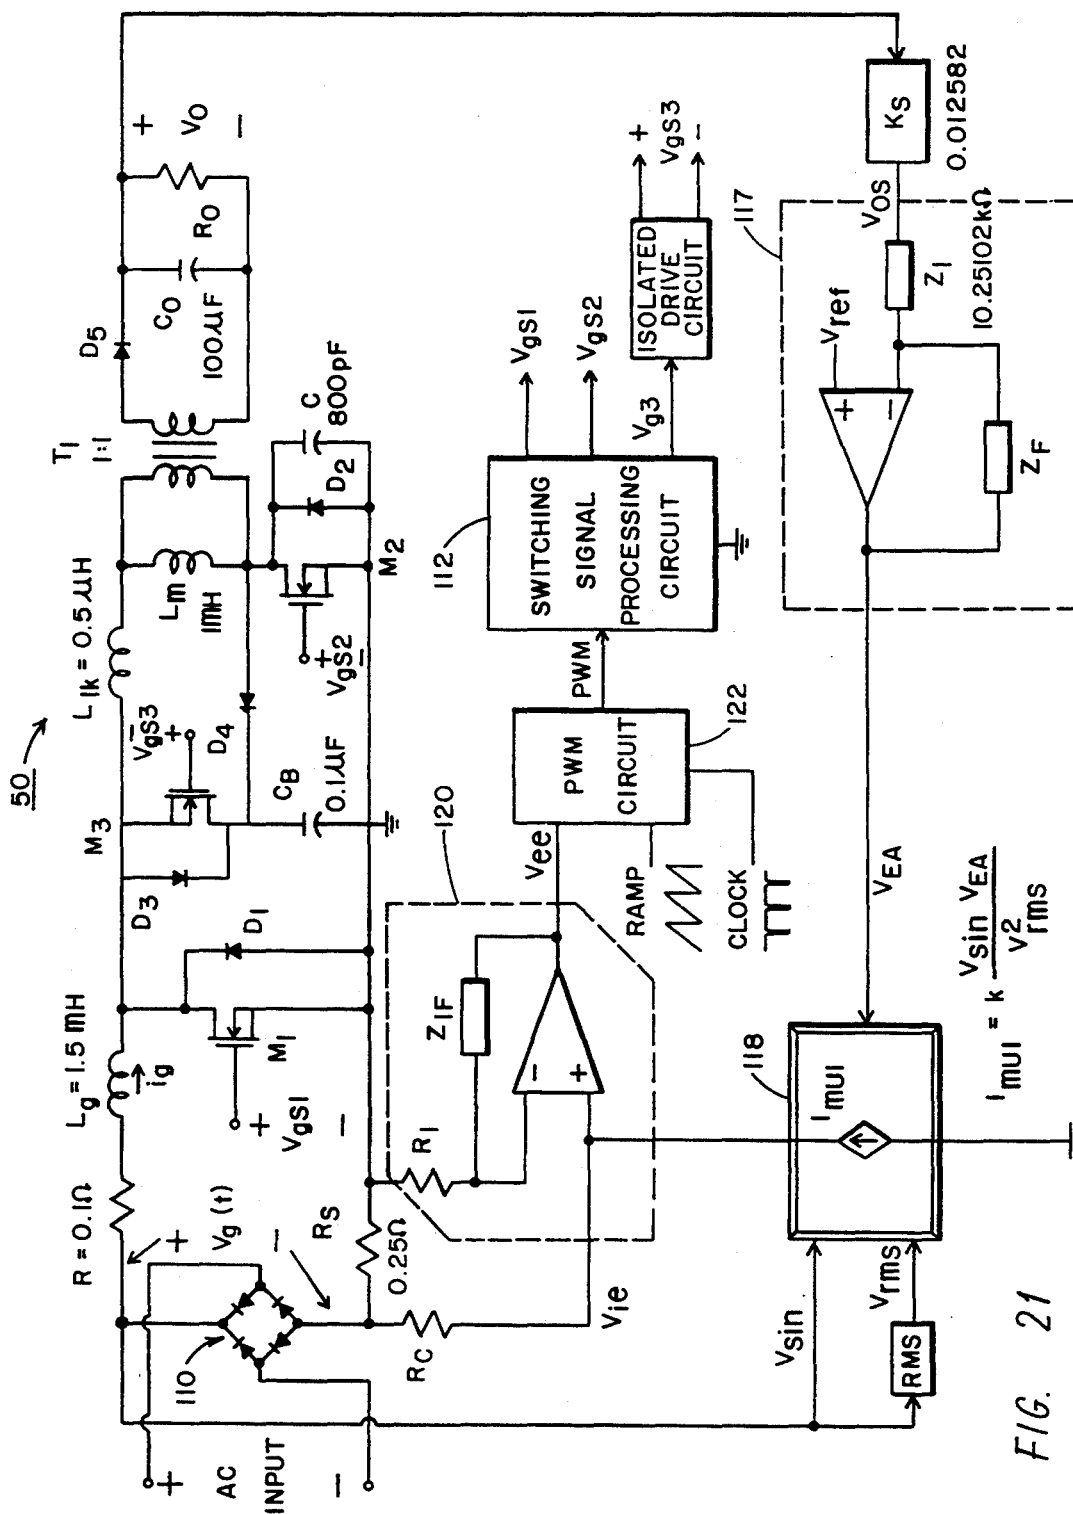 50
AC
INPUT
+
−
110
R = 0.1Ω
+
Vg (t)
−
Lg = 1.5 mH
ig
RS
0.25Ω
RC
+
VgS1
−
M1
D1
D3
M3
VgS3
−
+
D4
CB
0.1μF
Llk = 0.5μH
Lm
1mH
+
VgS2
−
M2
D2
C
800pF
T1
1:1
D5
CO
100μF
RO
+
VO
−
R1
ZIF
−
+
120
Vie
Vee
RAMP
CLOCK
PWM
CIRCUIT
122
PWM
112
SWITCHING
SIGNAL
PROCESSING
CIRCUIT
VgS1
VgS2
Vg3
ISOLATED
DRIVE
CIRCUIT
+
VgS3
−
KS
0.012582
VOS
117
Z1
10.25102kΩ
Vref
+
−
ZF
VEA
118
Imul
Imul = k Vsin VEA
V²rms
Vsin
Vrms
RMS
FIG. 21